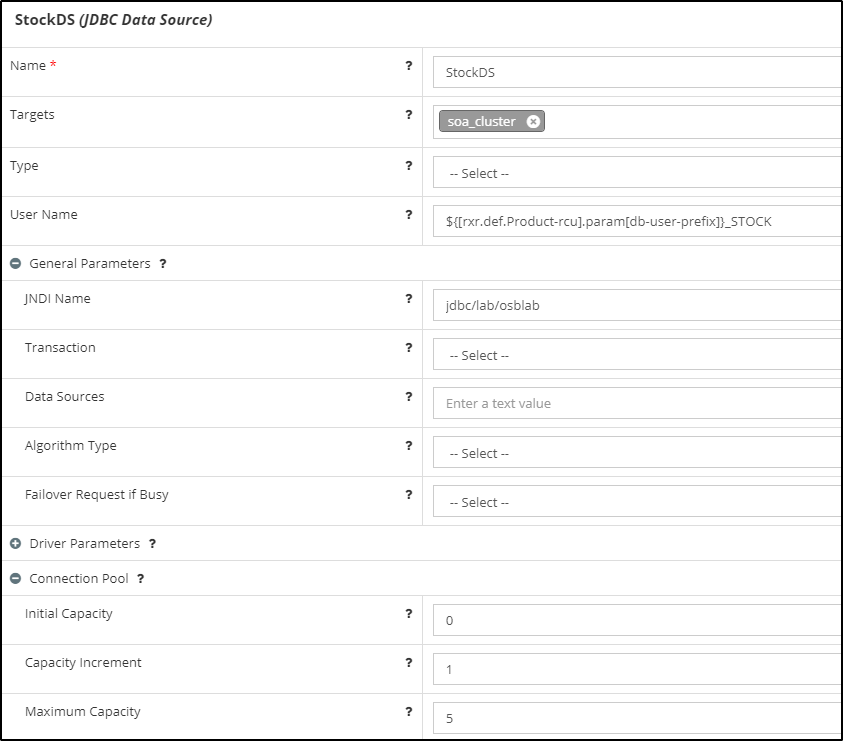 StockDS (JDBC Data Source)
Name * ? StockDS
Targets ? soa_cluster
Type ? -- Select --
User Name ? ${[rxr.def.Product-rcu].param[db-user-prefix]}_STOCK
General Parameters ?
JNDI Name ? jdbc/lab/osblab
Transaction ? -- Select --
Data Sources ? Enter a text value
Algorithm Type ? -- Select --
Failover Request if Busy ? -- Select --
Driver Parameters ?
Connection Pool ?
Initial Capacity ? 0
Capacity Increment ? 1
Maximum Capacity ? 5